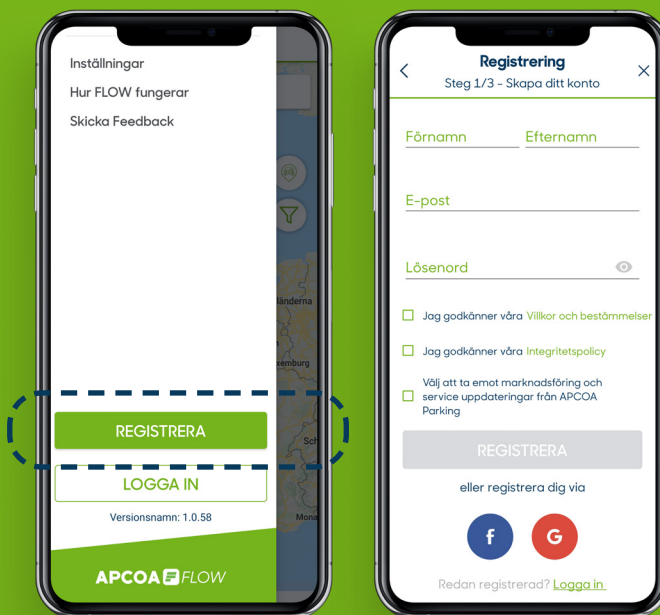 Inställningar
Hur FLOW fungerar
Skicka Feedback
REGISTRERA
LOGGA IN
Versionsnamn: 1.0.58
APCOA FLOW
Registrering
Steg 1/3 - Skapa ditt konto
Förnamn Efternamn
E-post
Lösenord
Jag godkänner våra Villkor och bestämmelser
Jag godkänner våra Integritetspolicy
Välj att ta emot marknadsföring och
service uppdateringar från APCOA
Parking
REGISTRERA
eller registrera dig via
f G
Redan registrerad? Logga in